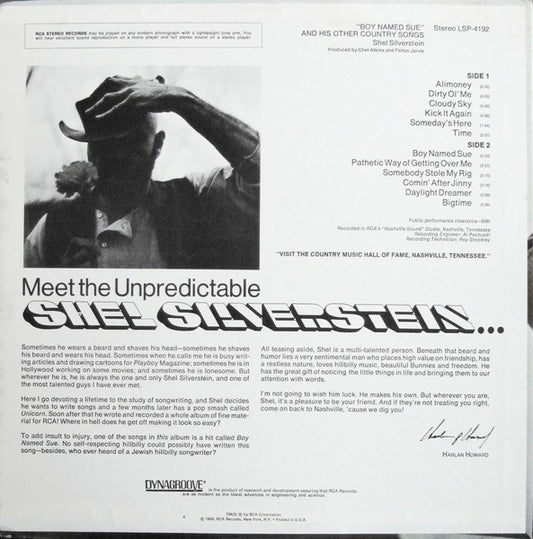 RCA STEREO RECORDS may be played on any modern phonograph with a lightweight tone arm. You
will hear excellent sound reproduction on a mono player and full stereo sound on a stereo player.
"BOY NAMED SUE"
AND HIS OTHER COUNTRY SONGS
Shel Silverstein
Produced by Chet Atkins and Felton Jarvis
Stereo LSP-4192
SIDE 1
Alimoney
Dirty Ol' Me
Cloudy Sky
Kick It Again
Someday's Here
Time
SIDE 2
Boy Named Sue
Pathetic Way of Getting Over Me
Somebody Stole My Rig
Comin' After Jinny
Daylight Dreamer
Bigtime
Public performance clearance—BMI
Recorded in RCA's "Nashville Sound" Studio, Nashville, Tennessee
Recording Engineer: Al Pachucki
Recording Technician: Roy Shockley
"VISIT THE COUNTRY MUSIC HALL OF FAME, NASHVILLE, TENNESSEE."
Meet the Unpredictable
SHEL SILVERSTEIN...
Sometimes he wears a beard and shaves his head—sometimes he shaves
his beard and wears his head. Sometimes when he calls me he is busy writ-
ing articles and drawing cartoons for Playboy Magazine; sometimes he is in
Hollywood working on some movies; and sometimes he is lonesome. But
wherever he is, he is always the one and only Shel Silverstein, and one of
the most talented guys I have ever met.
Here I go devoting a lifetime to the study of songwriting, and Shel decides
he wants to write songs and a few months later has a pop smash called
Unicorn. Soon after that he wrote and recorded a whole album of fine mate-
rial for RCA! Where in hell does he get off making it look so easy?
To add insult to injury, one of the songs in this album is a hit called Boy
Named Sue. No self-respecting hillbilly could possibly have written this
song—besides, who ever heard of a Jewish hillbilly songwriter?
All teasing aside, Shel is a multi-talented person. Beneath that beard and
humor lies a very sentimental man who places high value on friendship, has
a restless nature, loves hillbilly music, beautiful Bunnies and freedom. He
has the great gift of noticing the little things in life and bringing them to our
attention with words.
I'm not going to wish him luck. He makes his own. But wherever you are,
Shel, it's a pleasure to be your friend. And if they're not treating you right,
come on back to Nashville, 'cause we dig you!
HARLAN HOWARD
DYNAGROOVE is the product of research and development assuring that RCA Records
are as modern as the latest advances in engineering and science.
TM(S) ® by RCA Corporation
© 1969, RCA Records, New York, N.Y. • Printed in U.S.A.